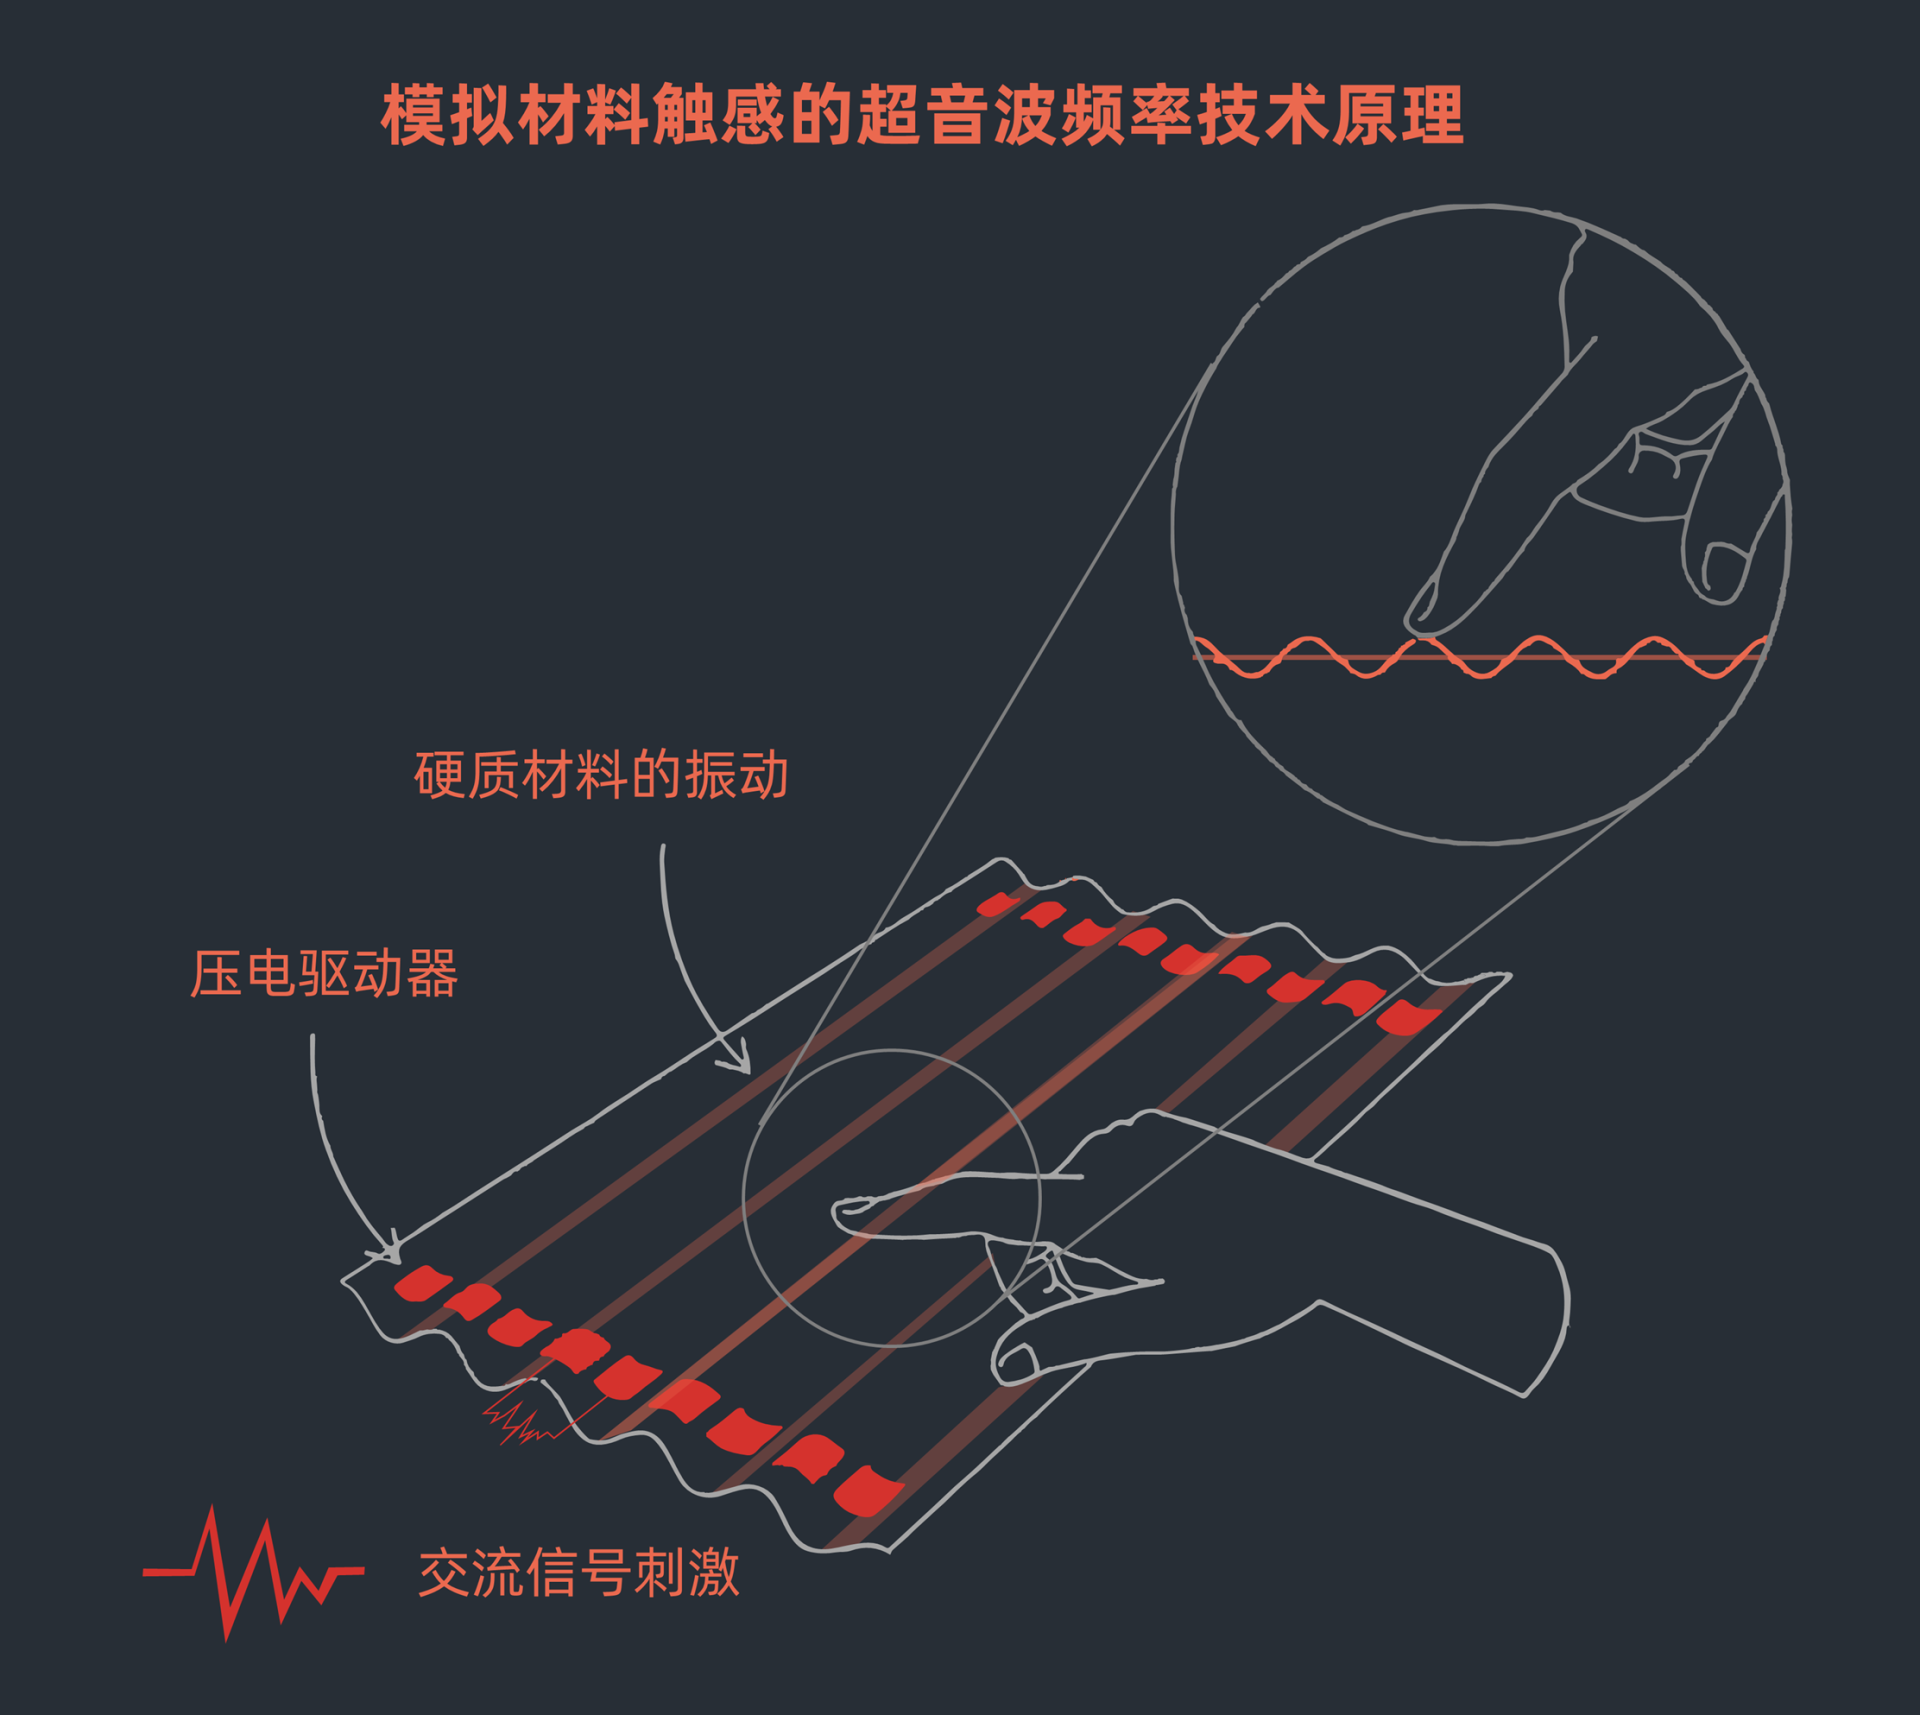 模拟材料触感的超音波频率技术原理
硬质材料的振动
压电驱动器
交流信号刺激